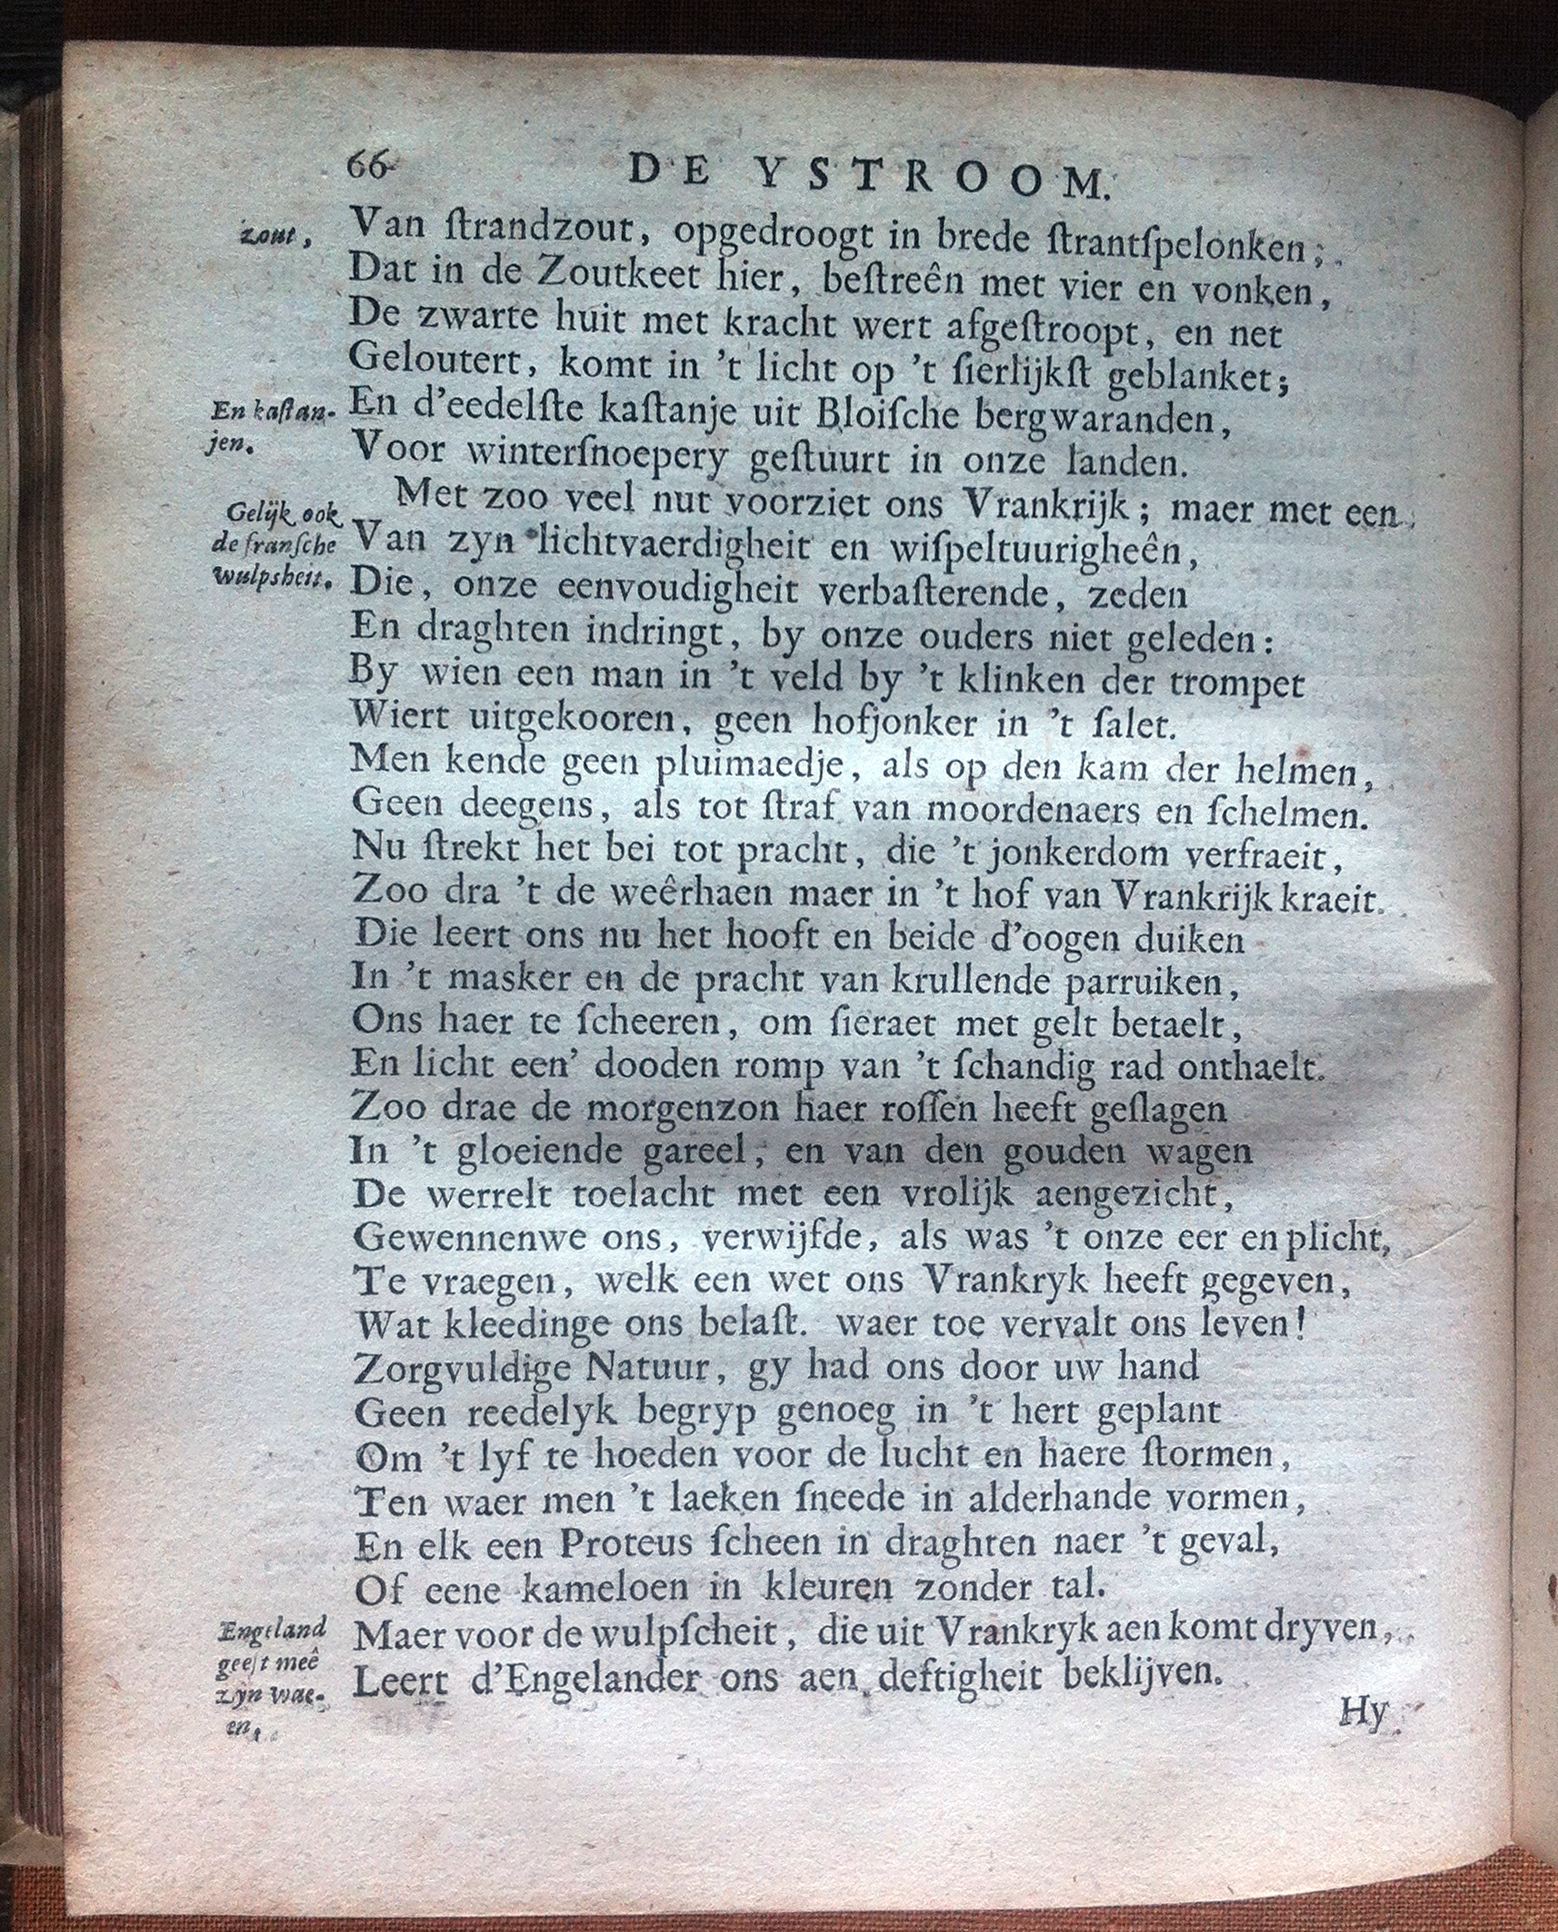 66 DE YSTROOM.
zout, Van ſtrandzout, opgedroogt in brede ſtrantſpelonken;
Dat in de Zoutkeet hier, beſtreên met vier en vonken,
De zwarte huit met kracht wert afgeſtroopt, en net
Geloutert, komt in 't licht op 't ſierlijkſt geblanket;
En kaſtan- En d'eedelſte kaſtanje uit Bloiſche bergwaranden,
jen. Voor winterſnoepery geſtuurt in onze landen.
Met zoo veel nut voorziet ons Vrankrijk; maer met een
Gelijk ook
de franſche Van zyn lichtvaerdigheit en wiſpeltuurigheên,
wulpsheit. Die, onze eenvoudigheit verbaſterende, zeden
En draghten indringt, by onze ouders niet geleden:
By wien een man in 't veld by 't klinken der trompet
Wiert uitgekooren, geen hofjonker in 't ſalet.
Men kende geen pluimaedje, als op den kam der helmen,
Geen deegens, als tot ſtraf van moordenaers en ſchelmen.
Nu ſtrekt het bei tot pracht, die 't jonkerdom verfraeit,
Zoo dra 't de weêrhaen maer in 't hof van Vrankrijk kraeit.
Die leert ons nu het hooft en beide d'oogen duiken
In 't masker en de pracht van krullende parruiken,
Ons haer te ſcheeren, om ſieraet met gelt betaelt,
En licht een' dooden romp van 't ſchandig rad onthaelt.
Zoo drae de morgenzon haer roſſen heeft geſlagen
In 't gloeiende gareel, en van den gouden wagen
De werrelt toelacht met een vrolijk aengezicht,
Gewennenwe ons, verwijfde, als was 't onze eer en plicht,
Te vraegen, welk een wet ons Vrankryk heeft gegeven,
Wat kleedinge ons belaſt. waer toe vervalt ons leven!
Zorgvuldige Natuur, gy had ons door uw hand
Geen reedelyk begryp genoeg in 't hert geplant
Om 't lyf te hoeden voor de lucht en haere ſtormen,
Ten waer men 't laeken ſneede in alderhande vormen,
En elk een Proteus ſcheen in draghten naer 't geval,
Of eene kameloen in kleuren zonder tal.
Engeland Maer voor de wulpſcheit, die uit Vrankryk aen komt dryven,
geeft meê
zyn wae- Leert d'Engelander ons aen deftigheit beklijven.
en,
Hy